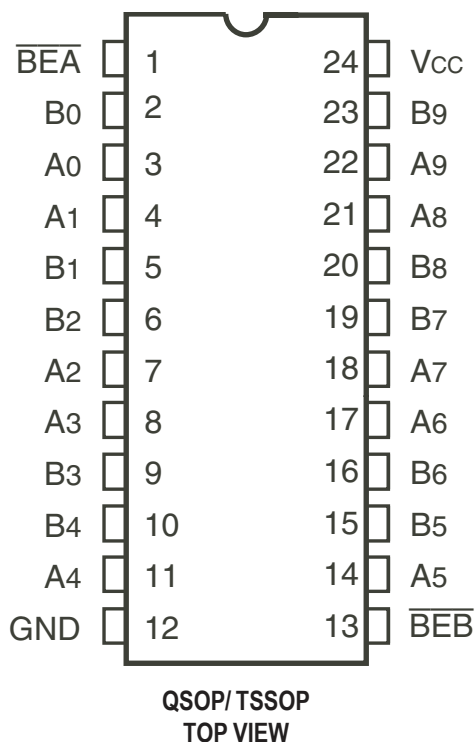 B̅E̅A̅ 1 24 VCC
B0 2 23 B9
A0 3 22 A9
A1 4 21 A8
B1 5 20 B8
B2 6 19 B7
A2 7 18 A7
A3 8 17 A6
B3 9 16 B6
B4 10 15 B5
A4 11 14 A5
GND 12 13 B̅E̅B̅
QSOP/ TSSOP
TOP VIEW